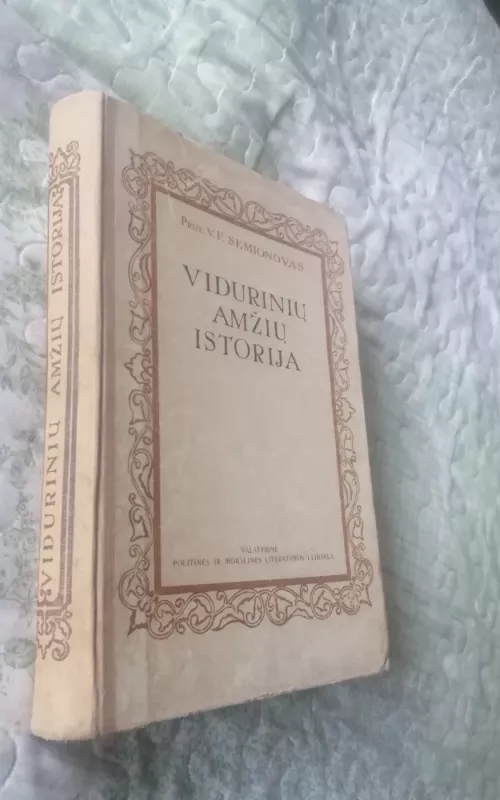 VIDURINIŲ AMŽIŲ ISTORIJA
PROF. V. F. SEMIONOVAS
VIDURINIŲ
AMŽIŲ
ISTORIJA
VALSTYBINĖ
POLITINĖS IR MOKSLINĖS LITERATŪROS LEIDYKLA